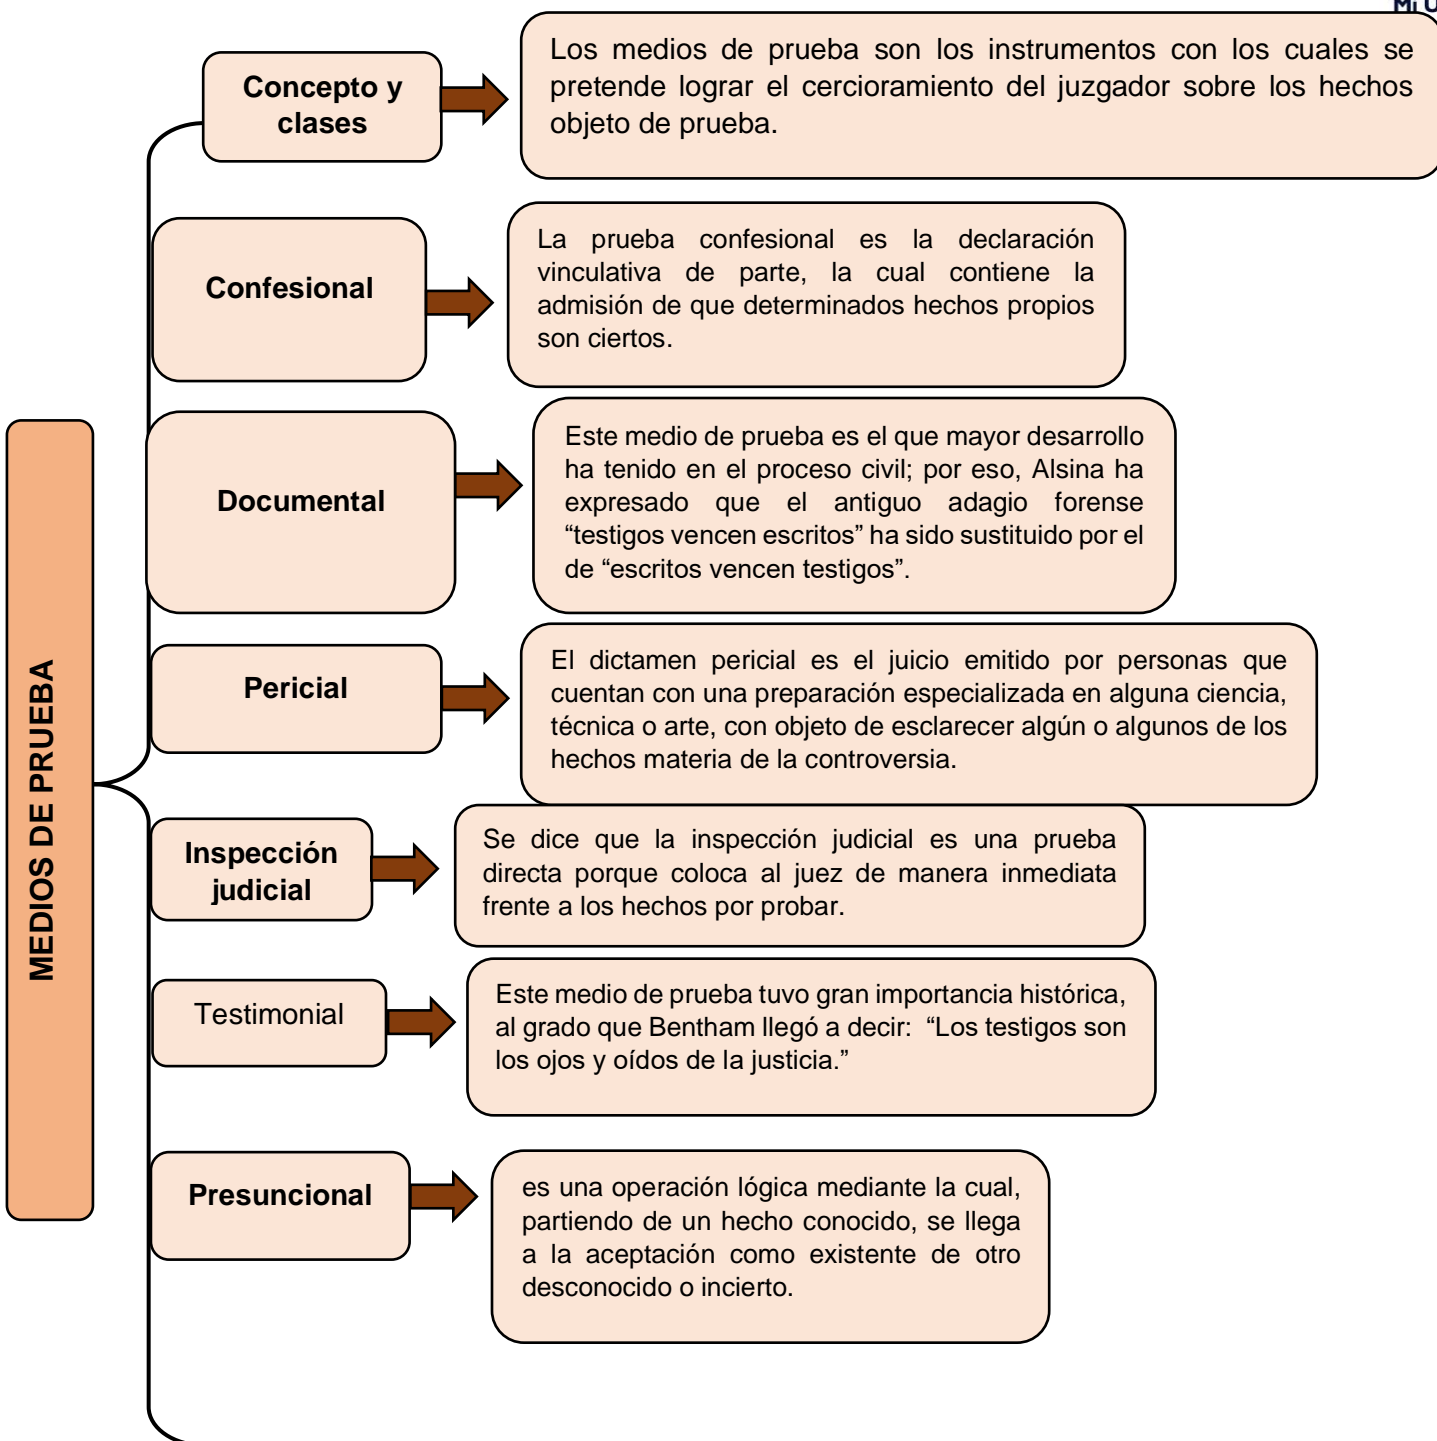 Mi U
Concepto y
clases
Los medios de prueba son los instrumentos con los cuales se
pretende lograr el cercioramiento del juzgador sobre los hechos
objeto de prueba.
Confesional
La prueba confesional es la declaración
vinculativa de parte, la cual contiene la
admisión de que determinados hechos propios
son ciertos.
Documental
Este medio de prueba es el que mayor desarrollo
ha tenido en el proceso civil; por eso, Alsina ha
expresado que el antiguo adagio forense
“testigos vencen escritos” ha sido sustituido por el
de “escritos vencen testigos”.
MEDIOS DE PRUEBA
Pericial
El dictamen pericial es el juicio emitido por personas que
cuentan con una preparación especializada en alguna ciencia,
técnica o arte, con objeto de esclarecer algún o algunos de los
hechos materia de la controversia.
Inspección
judicial
Se dice que la inspección judicial es una prueba
directa porque coloca al juez de manera inmediata
frente a los hechos por probar.
Testimonial
Este medio de prueba tuvo gran importancia histórica,
al grado que Bentham llegó a decir: “Los testigos son
los ojos y oídos de la justicia.”
Presuncional
es una operación lógica mediante la cual,
partiendo de un hecho conocido, se llega
a la aceptación como existente de otro
desconocido o incierto.